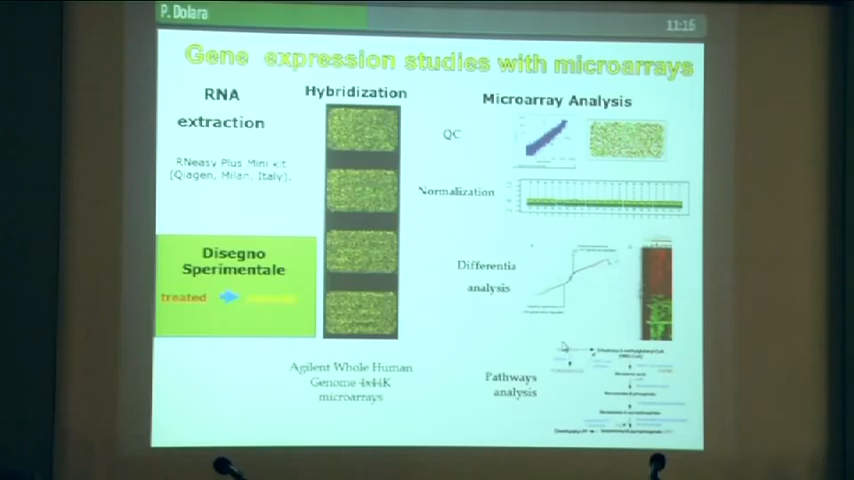 P. Dolara
11:15
Gene expression studies with microarrays
RNA
extraction
RNeasy Plus Mini kit
(Qiagen, Milan, Italy).
Disegno
Sperimentale
treated
Hybridization
Agilent Whole Human
Genome 4x44K
microarrays
Microarray Analysis
QC
Normalization
Differentia
analysis
Pathways
analysis